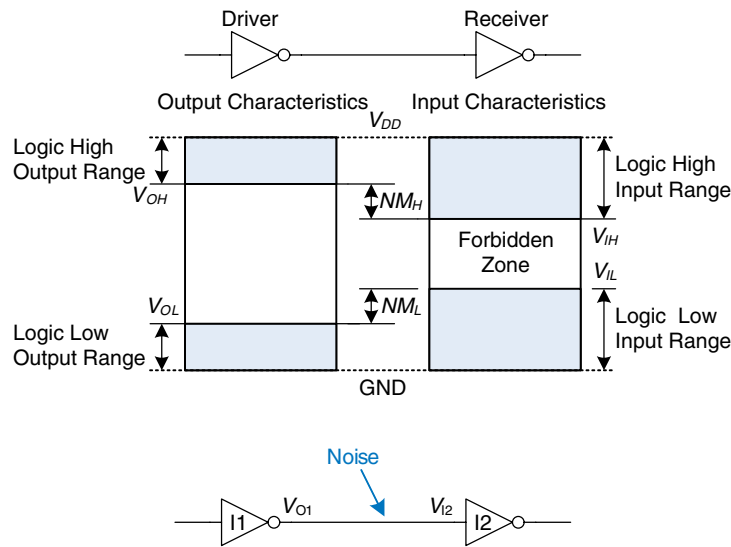 Driver
Receiver
Output Characteristics
Input Characteristics
VDD
Logic High
Output Range
VOH
NMH
Logic High
Input Range
VIH
Forbidden
Zone
VIL
VOL
NML
Logic Low
Output Range
Logic Low
Input Range
GND
Noise
I1
VO1
VI2
I2